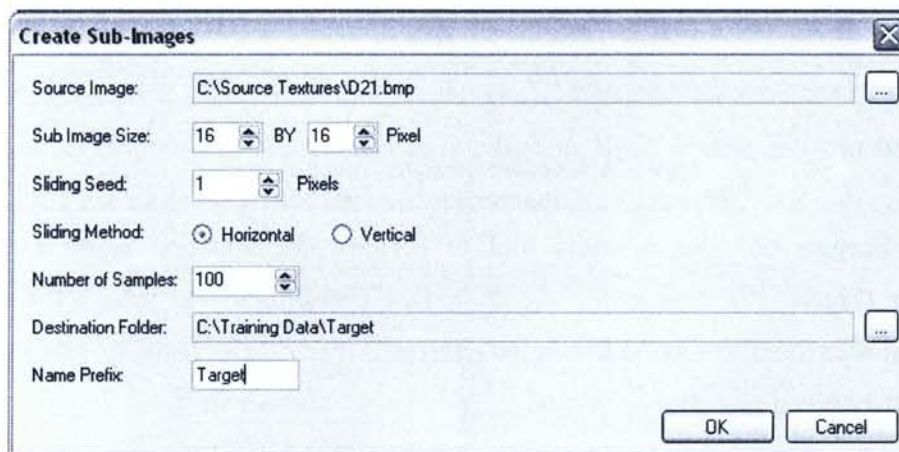 Create Sub-Images
Source Image: C:\Source Textures\D21.bmp ...
Sub Image Size: 16 BY 16 Pixel
Sliding Seed: 1 Pixels
Sliding Method: Horizontal Vertical
Number of Samples: 100
Destination Folder: C:\Training Data\Target ...
Name Prefix: Target
OK Cancel